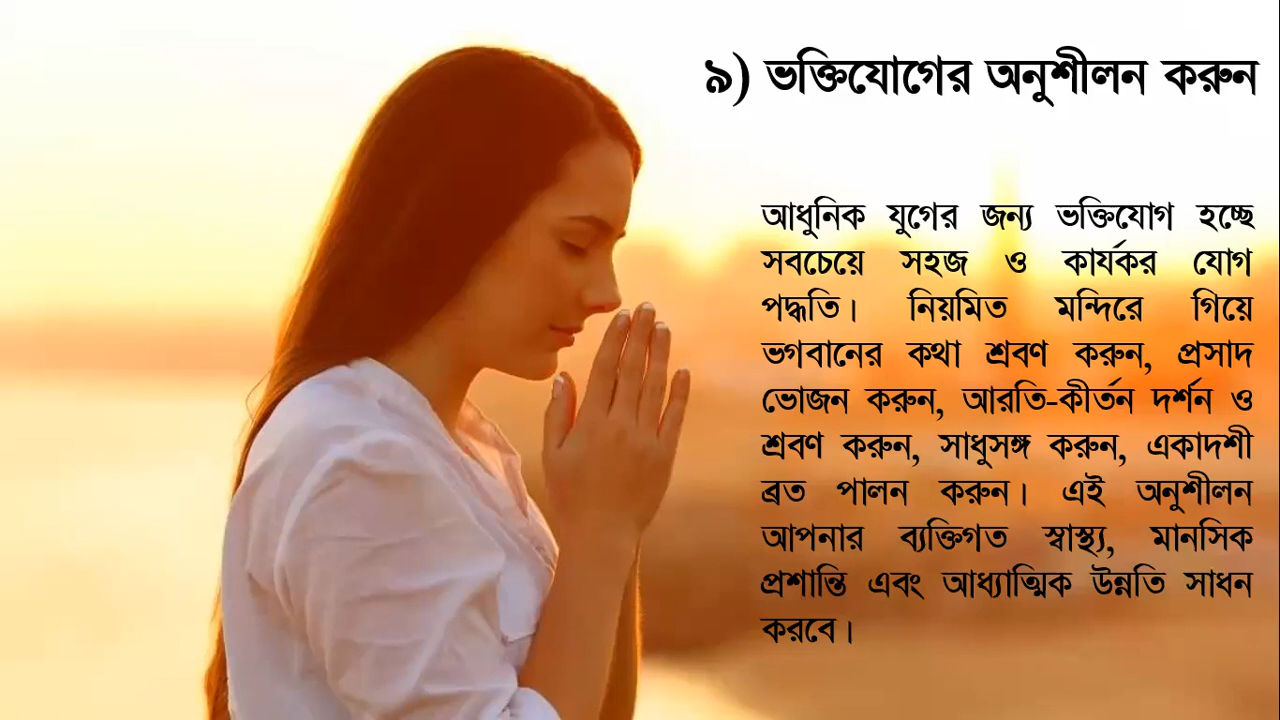 ৯) ভক্তিযোগের অনুশীলন করুন
আধুনিক যুগের জন্য ভক্তিযোগ হচ্ছে
সবচেয়ে সহজ ও কার্যকর যোগ
পদ্ধতি। নিয়মিত মন্দিরে গিয়ে
ভগবানের কথা শ্রবণ করুন, প্রসাদ
ভোজন করুন, আরতি-কীর্তন দর্শন ও
শ্রবণ করুন, সাধুসঙ্গ করুন, একাদশী
ব্রত পালন করুন। এই অনুশীলন
আপনার ব্যক্তিগত স্বাস্থ্য, মানসিক
প্রশান্তি এবং আধ্যাত্মিক উন্নতি সাধন
করবে।